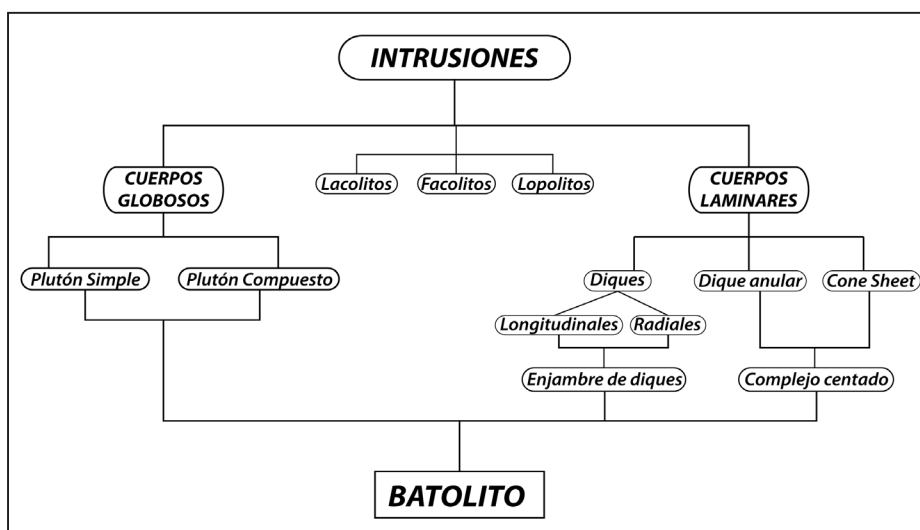 INTRUSIONES
CUERPOS
GLOBOSOS
Lacolitos
Facolitos
Lopolitos
CUERPOS
LAMINARES
Plutón Simple
Plutón Compuesto
Diques
Dique anular
Cone Sheet
Longitudinales
Radiales
Enjambre de diques
Complejo centado
BATOLITO